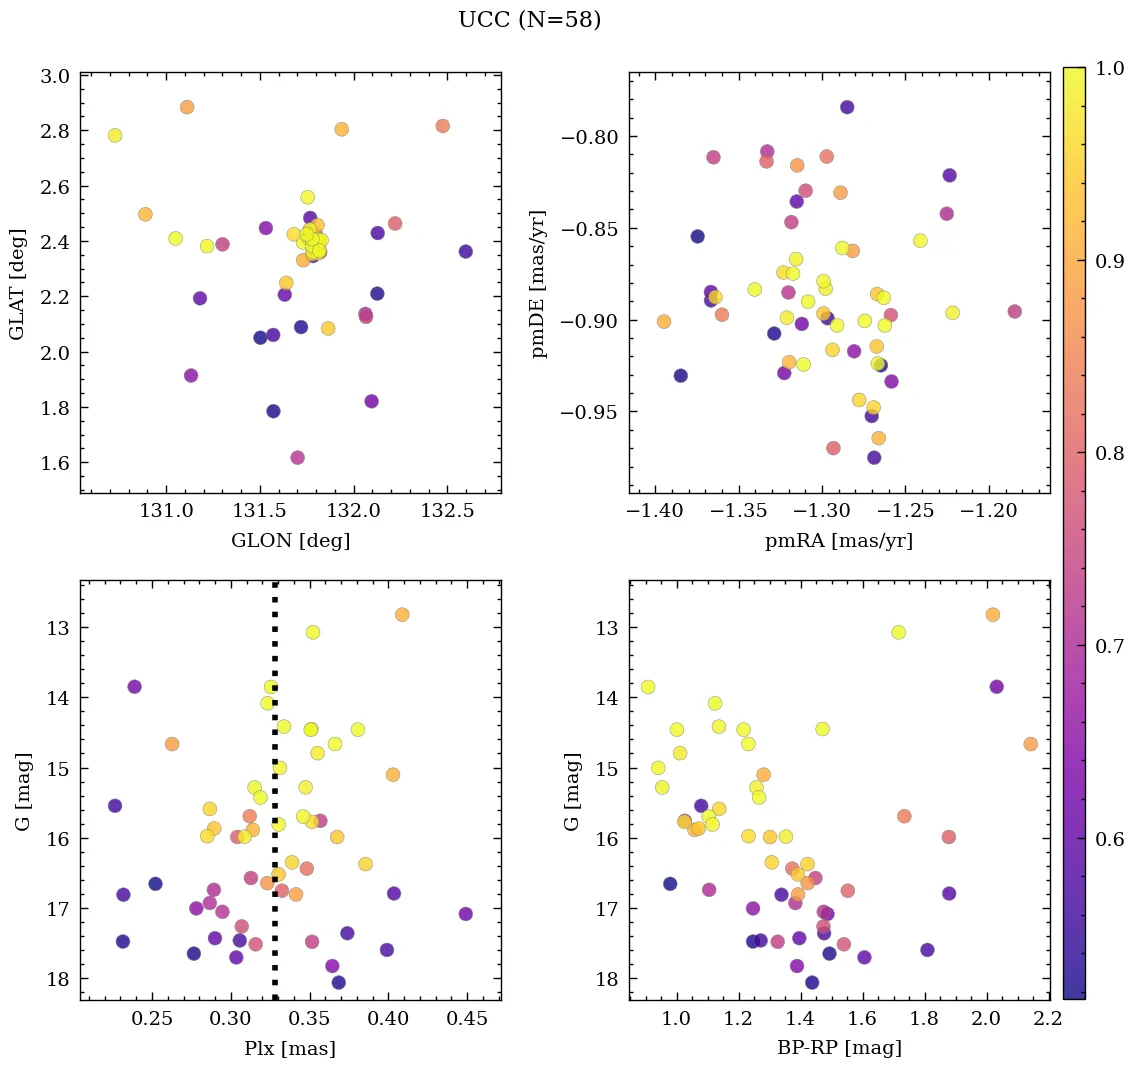 UCC (N=58)
3.0
2.8
2.6
2.4
2.2
2.0
1.8
1.6
GLAT [deg]
131.0 131.5 132.0 132.5
GLON [deg]
−0.80
−0.85
−0.90
−0.95
pmDE [mas/yr]
−1.40 −1.35 −1.30 −1.25 −1.20
pmRA [mas/yr]
1.0
0.9
0.8
0.7
0.6
13
14
15
16
17
18
G [mag]
0.25 0.30 0.35 0.40 0.45
Plx [mas]
13
14
15
16
17
18
G [mag]
1.0 1.2 1.4 1.6 1.8 2.0 2.2
BP-RP [mag]